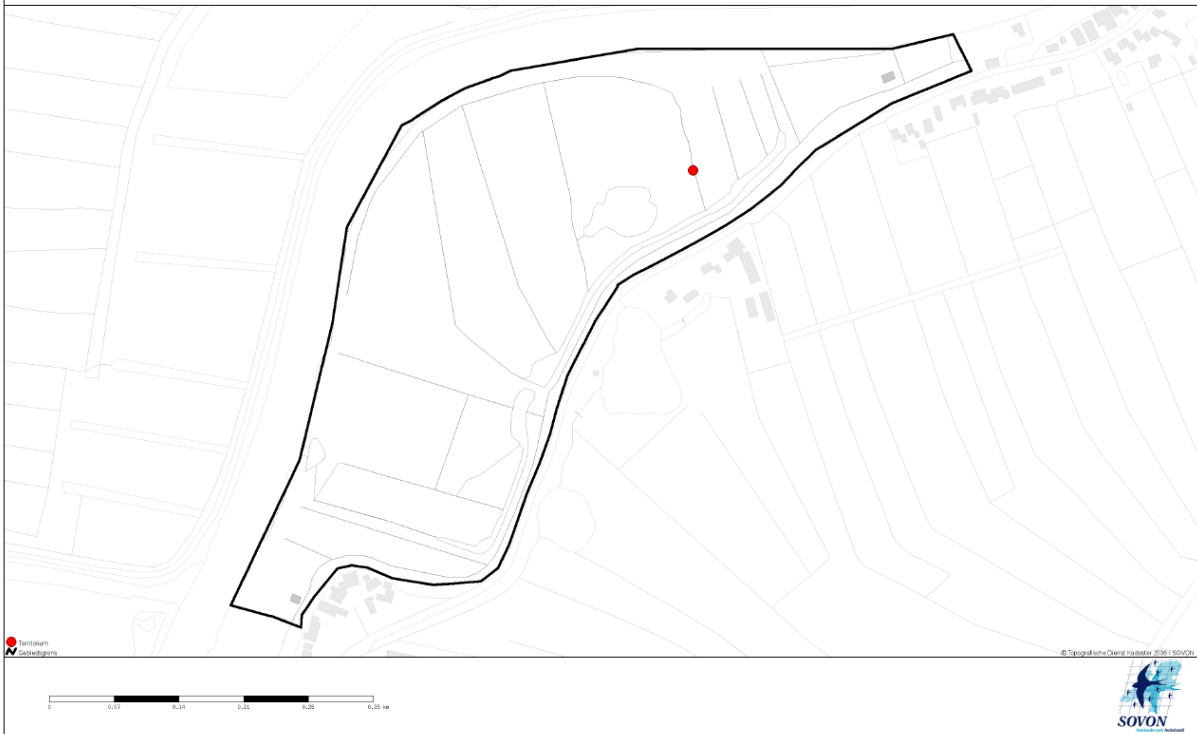 Territorium
Gebiedsgrens
© Topografische Dienst Kadaster 2006 / SOVON
0 0.07 0.14 0.21 0.28 0.35 km
SOVON